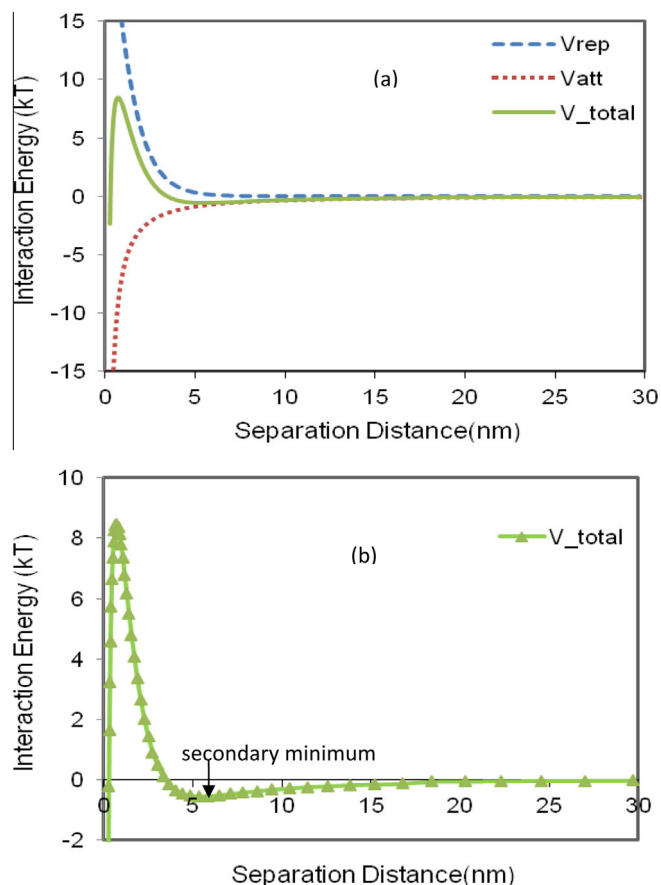 15
10
5
0
-5
-10
-15
Interaction Energy (kT)
Vrep
Vatt
V_total
(a)
0 5 10 15 20 25 30
Separation Distance(nm)
10
8
6
4
2
0
-2
Interaction Energy (kT)
V_total
(b)
secondary minimum
0 5 10 15 20 25 30
Separation Distance(nm)